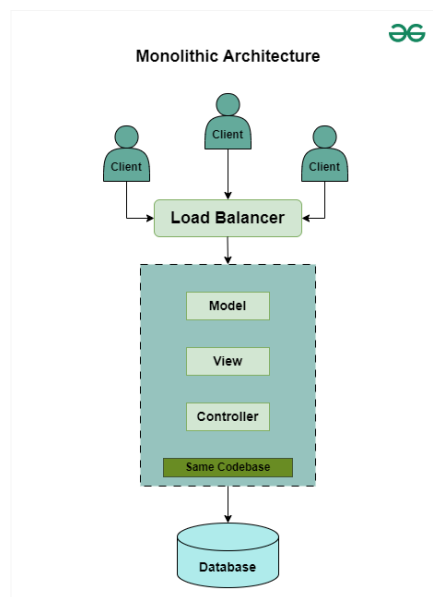 Monolithic Architecture
Client
Client
Client
Load Balancer
Model
View
Controller
Same Codebase
Database